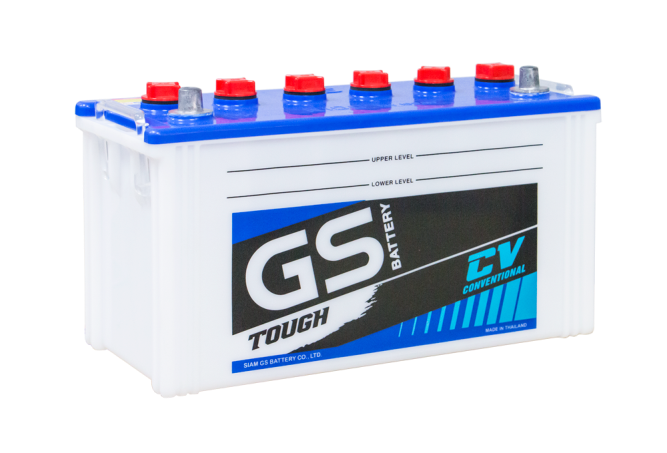 UPPER LEVEL
LOWER LEVEL
GS
BATTERY
TOUGH
CV
CONVENTIONAL
MADE IN THAILAND
SIAM GS BATTERY CO., LTD.